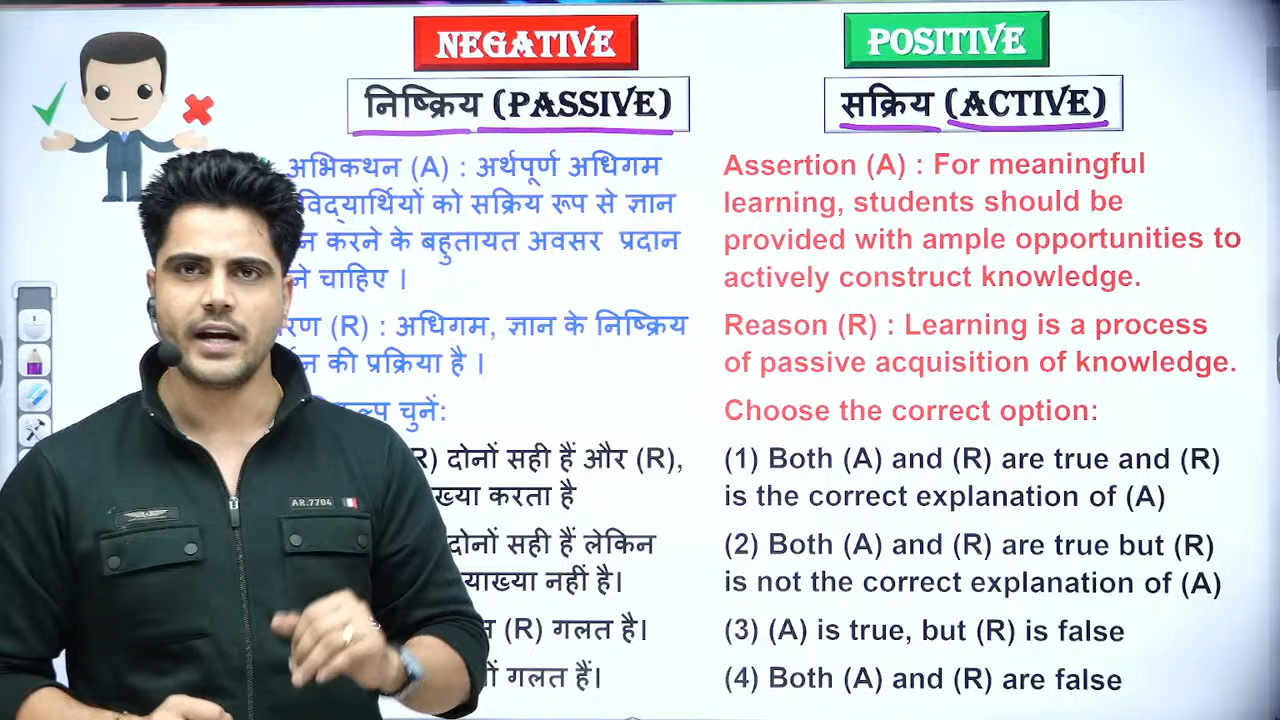 NEGATIVE
निष्क्रिय (PASSIVE)
अभिकथन (A) : अर्थपूर्ण अधिगम
विद्यार्थियों को सक्रिय रूप से ज्ञान
करने के बहुतायत अवसर प्रदान
चाहिए ।
(R) : अधिगम, ज्ञान के निष्क्रिय
की प्रक्रिया है ।
चुनें:
दोनों सही हैं और (R),
करता है
दोनों सही हैं लेकिन
नहीं है।
(R) गलत है।
गलत हैं।
POSITIVE
सक्रिय (ACTIVE)
Assertion (A) : For meaningful
learning, students should be
provided with ample opportunities to
actively construct knowledge.
Reason (R) : Learning is a process
of passive acquisition of knowledge.
Choose the correct option:
(1) Both (A) and (R) are true and (R)
is the correct explanation of (A)
(2) Both (A) and (R) are true but (R)
is not the correct explanation of (A)
(3) (A) is true, but (R) is false
(4) Both (A) and (R) are false
AR.7704